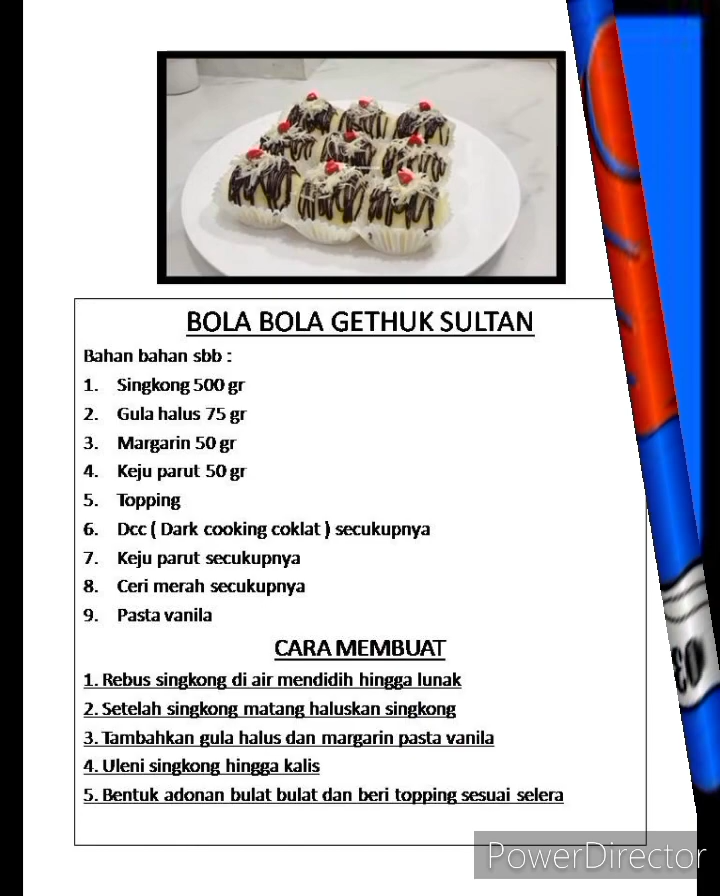 BOLA BOLA GETHUK SULTAN
Bahan bahan sbb :
1. Singkong 500 gr
2. Gula halus 75 gr
3. Margarin 50 gr
4. Keju parut 50 gr
5. Topping
6. Dcc ( Dark cooking coklat ) secukupnya
7. Keju parut secukupnya
8. Ceri merah secukupnya
9. Pasta vanila
CARA MEMBUAT
1. Rebus singkong di air mendidih hingga lunak
2. Setelah singkong matang haluskan singkong
3. Tambahkan gula halus dan margarin pasta vanila
4. Uleni singkong hingga kalis
5. Bentuk adonan bulat bulat dan beri topping sesuai selera
PowerDirector